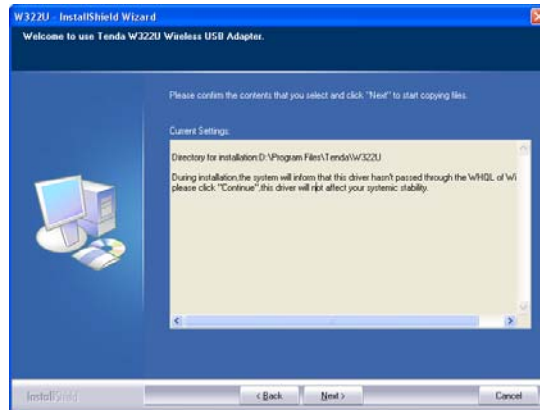 W322U - InstallShield Wizard
Welcome to use Tenda W322U Wireless USB Adapter.
Please confirm the contents that you select and click "Next" to start copying files.
Current Settings:
Directory for installation:D:\Program Files\Tenda\W322U
During installation,the system will inform that this driver hasn't passed through the WHQL of Wi
please click "Continue",this driver will not affect your systemic stability.
InstallShield
< Back
Next >
Cancel